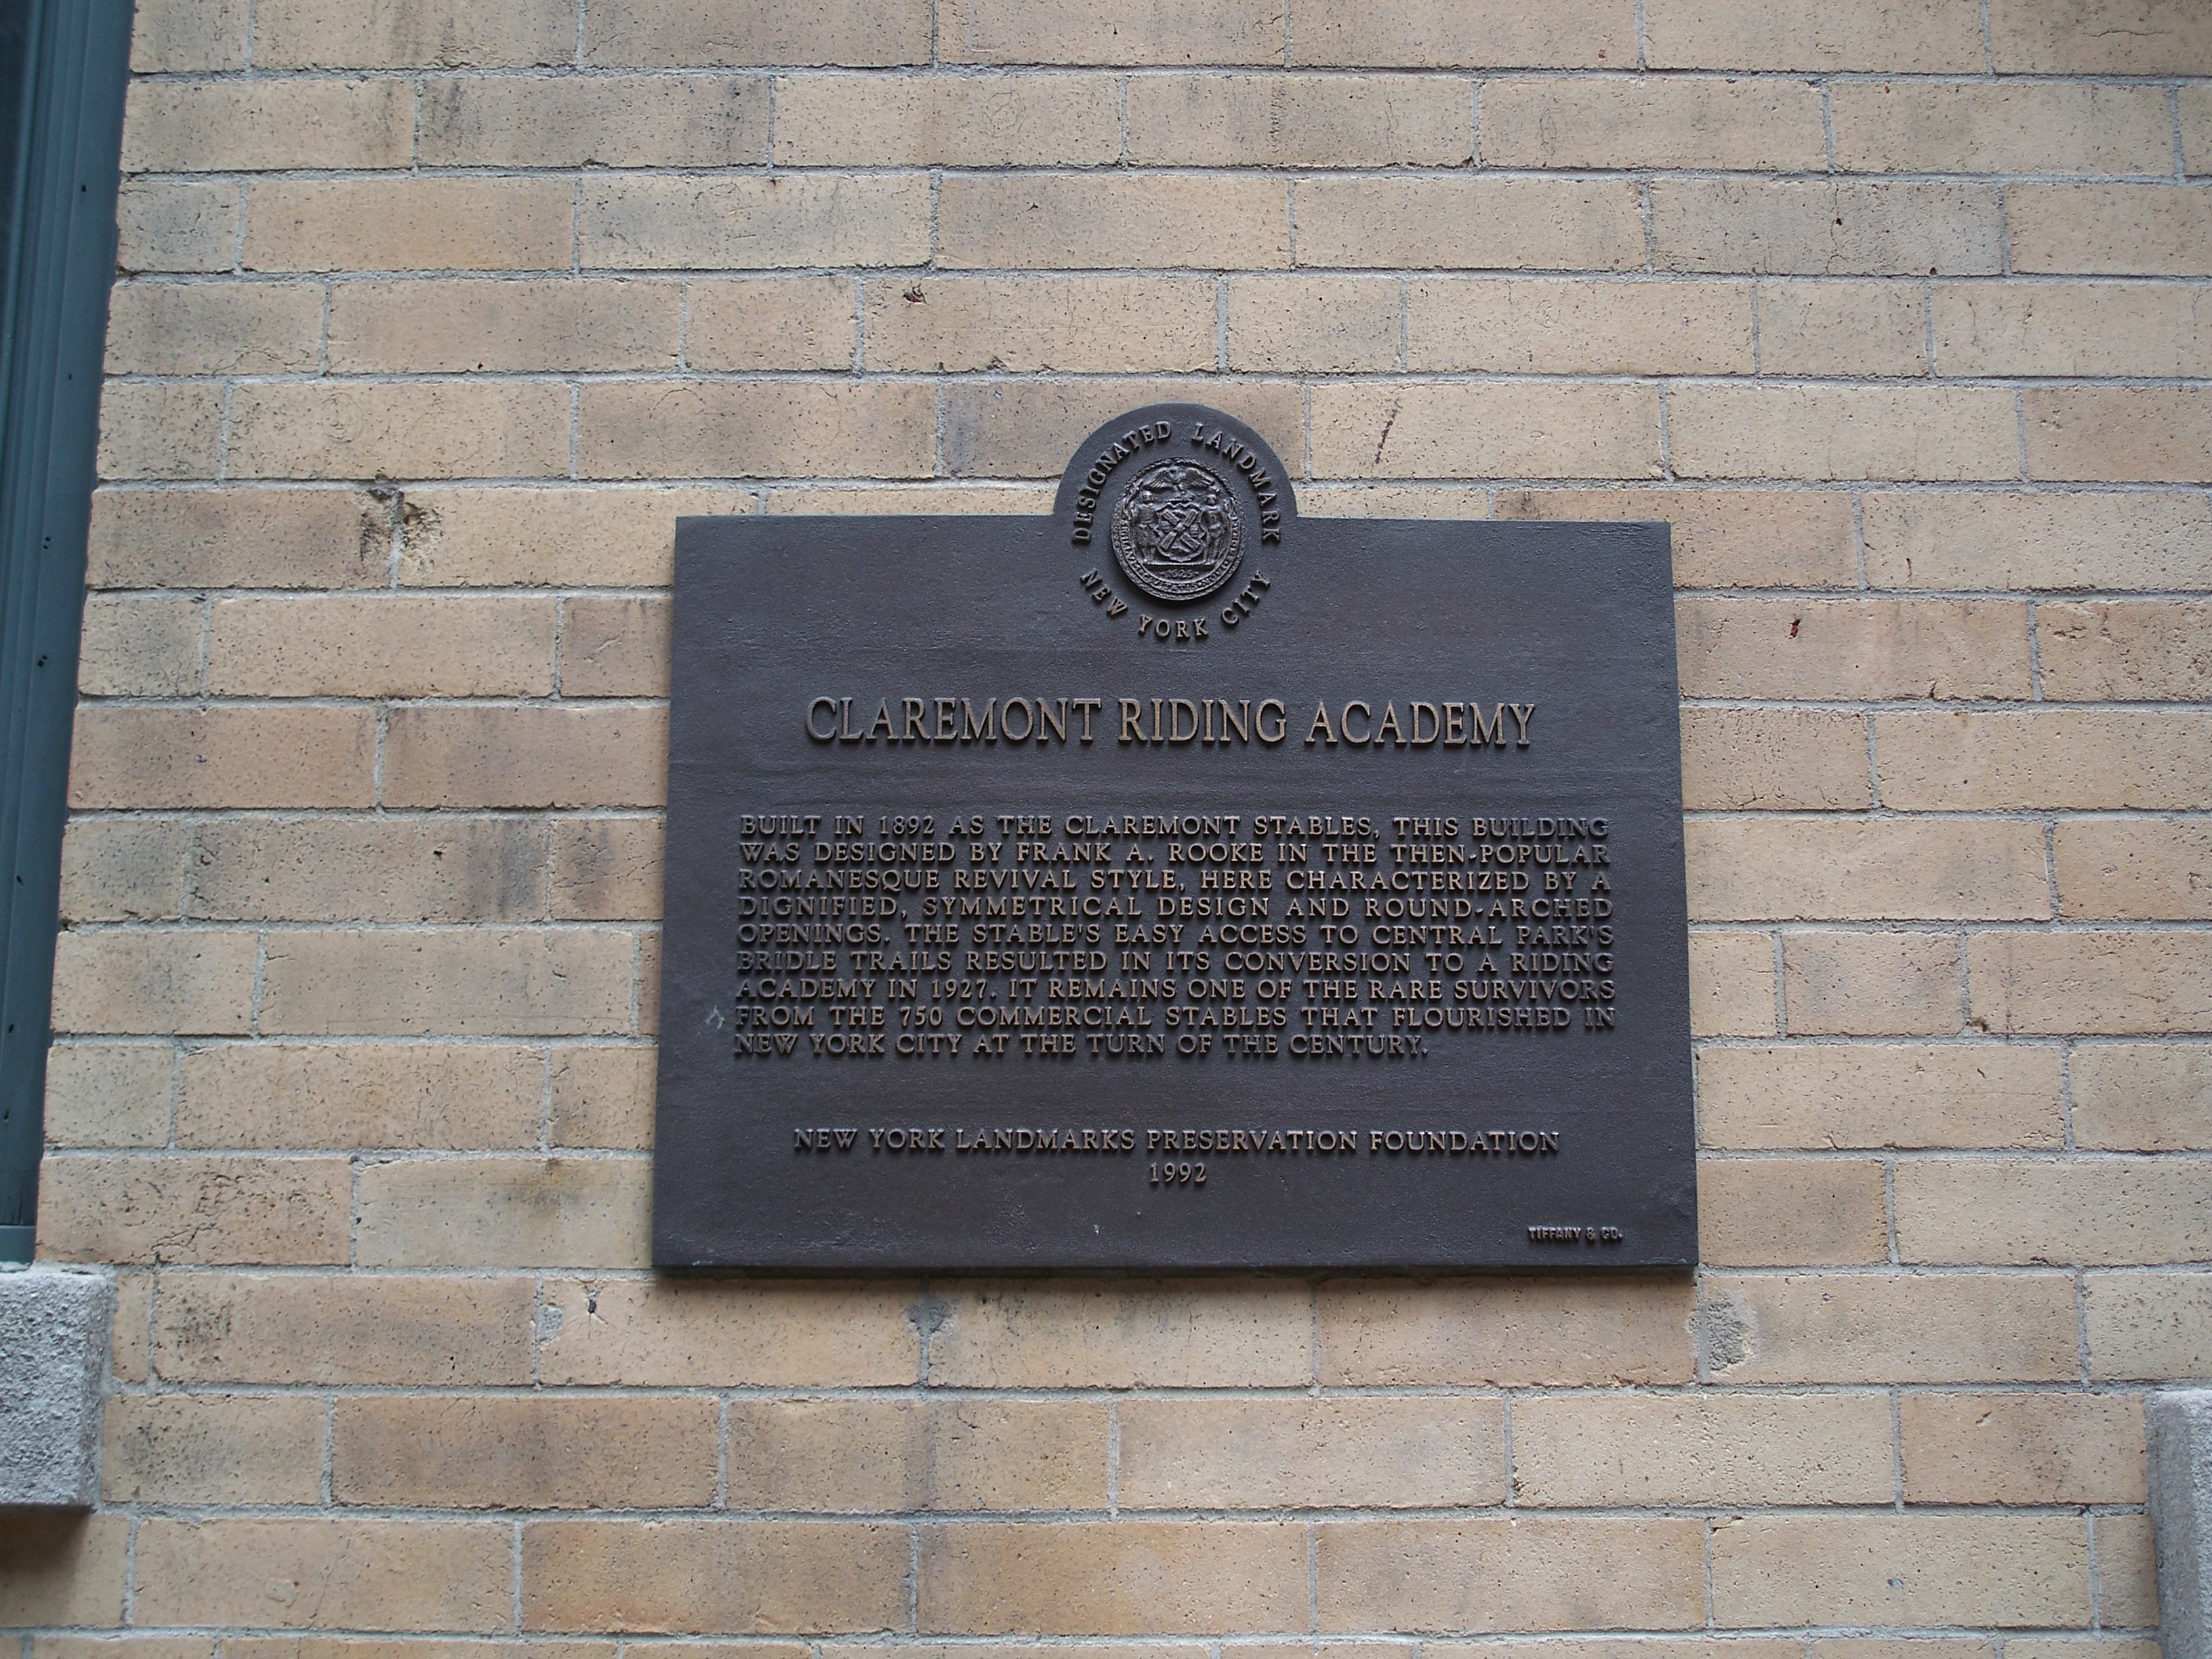 DESIGNATED LANDMARK
NEW YORK CITY
CLAREMONT RIDING ACADEMY
BUILT IN 1892 AS THE CLAREMONT STABLES, THIS BUILDING
WAS DESIGNED BY FRANK A. ROOKE IN THE THEN-POPULAR
ROMANESQUE REVIVAL STYLE, HERE CHARACTERIZED BY A
DIGNIFIED, SYMMETRICAL DESIGN AND ROUND-ARCHED
OPENINGS. THE STABLE'S EASY ACCESS TO CENTRAL PARK'S
BRIDLE TRAILS RESULTED IN ITS CONVERSION TO A RIDING
ACADEMY IN 1927. IT REMAINS ONE OF THE RARE SURVIVORS
FROM THE 750 COMMERCIAL STABLES THAT FLOURISHED IN
NEW YORK CITY AT THE TURN OF THE CENTURY.
NEW YORK LANDMARKS PRESERVATION FOUNDATION
1992
TIFFANY & CO.